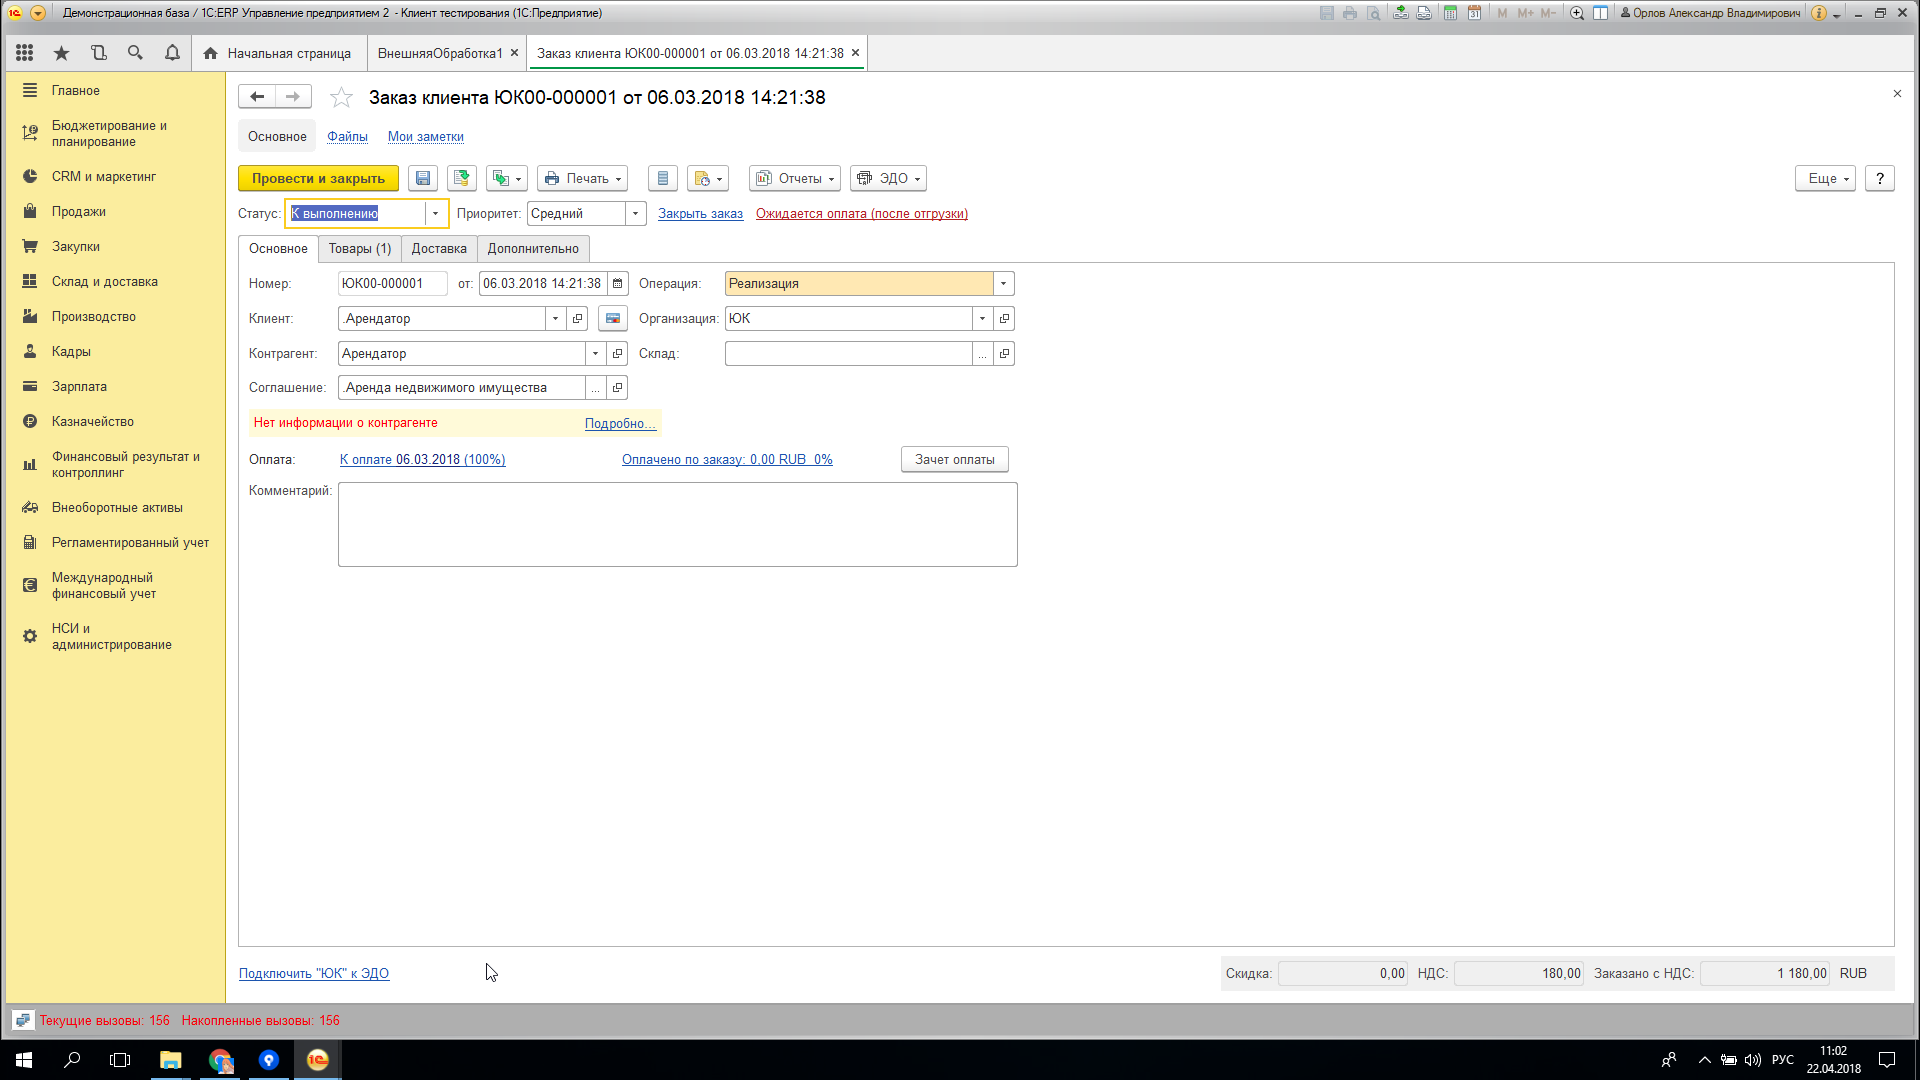 Демонстрационная база / 1С:ERP Управление предприятием 2 - Клиент тестирования (1С:Предприятие)
M M+ M-
Орлов Александр Владимирович
Начальная страница
ВнешняяОбработка1
Заказ клиента ЮК00-000001 от 06.03.2018 14:21:38
Главное
Бюджетирование и
планирование
CRM и маркетинг
Продажи
Закупки
Склад и доставка
Производство
Кадры
Зарплата
Казначейство
Финансовый результат и
контроллинг
Внеоборотные активы
Регламентированный учет
Международный
финансовый учет
НСИ и
администрирование
Заказ клиента ЮК00-000001 от 06.03.2018 14:21:38
Основное Файлы Мои заметки
Провести и закрыть Печать Отчеты ЭДО Еще ?
Статус: К выполнению Приоритет: Средний Закрыть заказ Ожидается оплата (после отгрузки)
Основное Товары (1) Доставка Дополнительно
Номер: ЮК00-000001 от: 06.03.2018 14:21:38 Операция: Реализация
Клиент: .Арендатор Организация: ЮК
Контрагент: Арендатор Склад: ...
Соглашение: .Аренда недвижимого имущества ...
Нет информации о контрагенте Подробно...
Оплата: К оплате 06.03.2018 (100%) Оплачено по заказу: 0,00 RUB 0% Зачет оплаты
Комментарий:
Подключить "ЮК" к ЭДО
Скидка: 0,00 НДС: 180,00 Заказано с НДС: 1 180,00 RUB
Текущие вызовы: 156 Накопленные вызовы: 156
РУС
11:02
22.04.2018